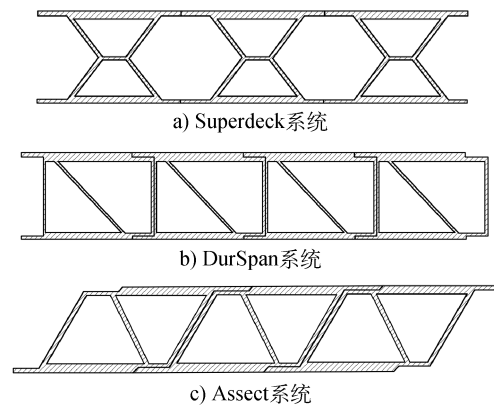 a) Superdeck系统
b) DurSpan系统
c) Assect系统